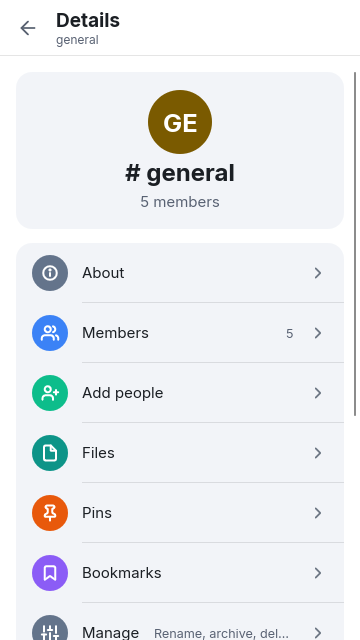 Details
general
GE
# general
5 members
About
Members 5
Add people
Files
Pins
Bookmarks
Manage Rename, archive, del...